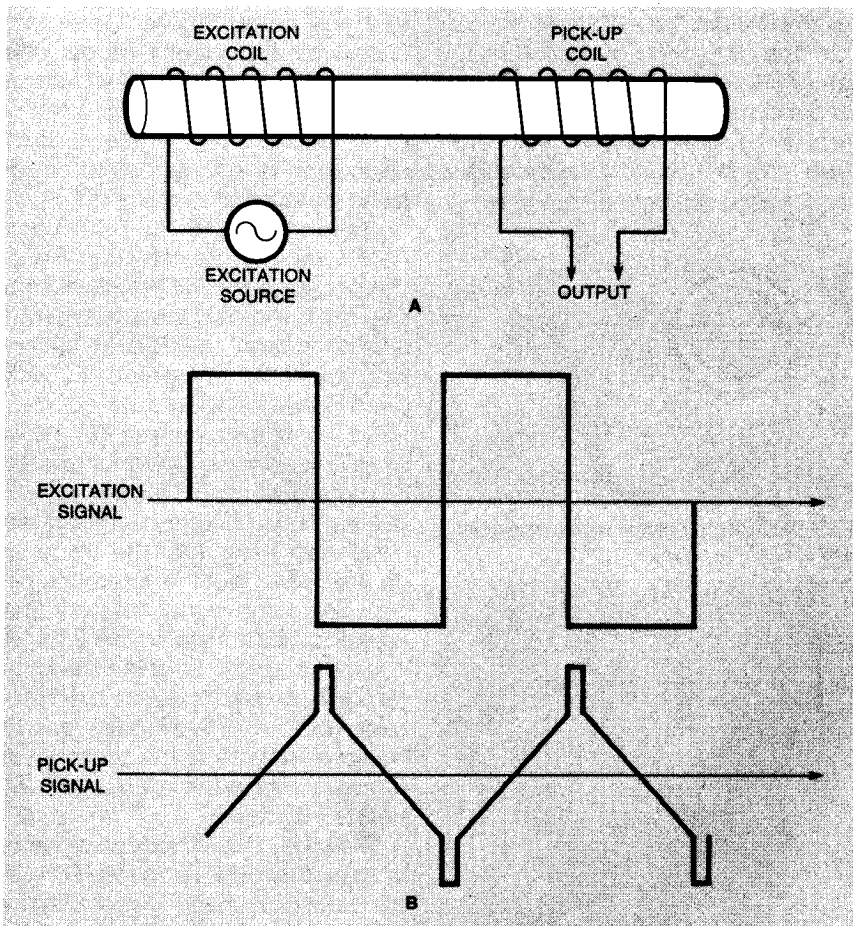 EXCITATION
COIL
PICK-UP
COIL
EXCITATION
SOURCE
OUTPUT
A
EXCITATION
SIGNAL
PICK-UP
SIGNAL
B